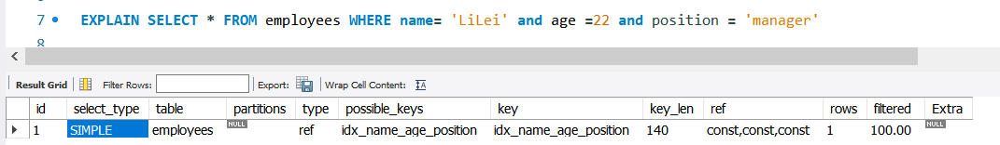 7 EXPLAIN SELECT * FROM employees WHERE name= 'LiLei' and age =22 and position = 'manager'
8
Result Grid Filter Rows: Export: Wrap Cell Content: IA
id select_type table partitions type possible_keys key key_len ref rows filtered Extra
1 SIMPLE employees NULL ref idx_name_age_position idx_name_age_position 140 const,const,const 1 100.00 NULL